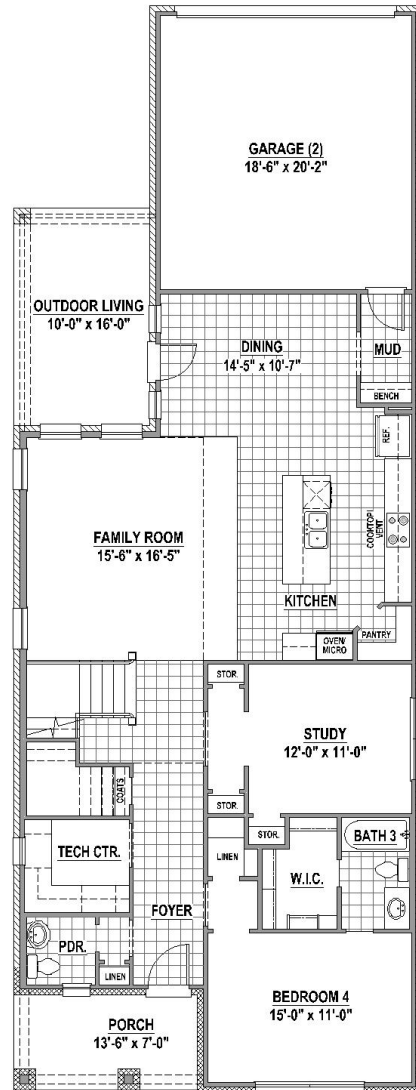 GARAGE (2)
18'-6" x 20'-2"
OUTDOOR LIVING
10'-0" x 16'-0"
DINING
14'-5" x 10'-7"
MUD
BENCH
REF.
FAMILY ROOM
15'-6" x 16'-5"
COOKTOP/
VENT
KITCHEN
OVEN/
MICRO
PANTRY
STOR.
STUDY
12'-0" x 11'-0"
COATS
STOR.
STOR.
BATH 3
TECH CTR.
LINEN
W.I.C.
FOYER
PDR.
LINEN
BEDROOM 4
15'-0" x 11'-0"
PORCH
13'-6" x 7'-0"